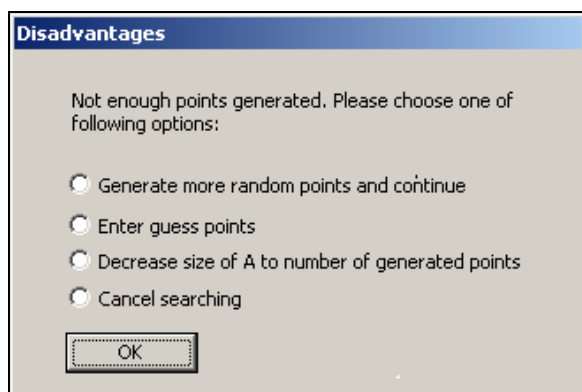 Disadvantages
Not enough points generated. Please choose one of
following options:
Generate more random points and continue
Enter guess points
Decrease size of A to number of generated points
Cancel searching
OK